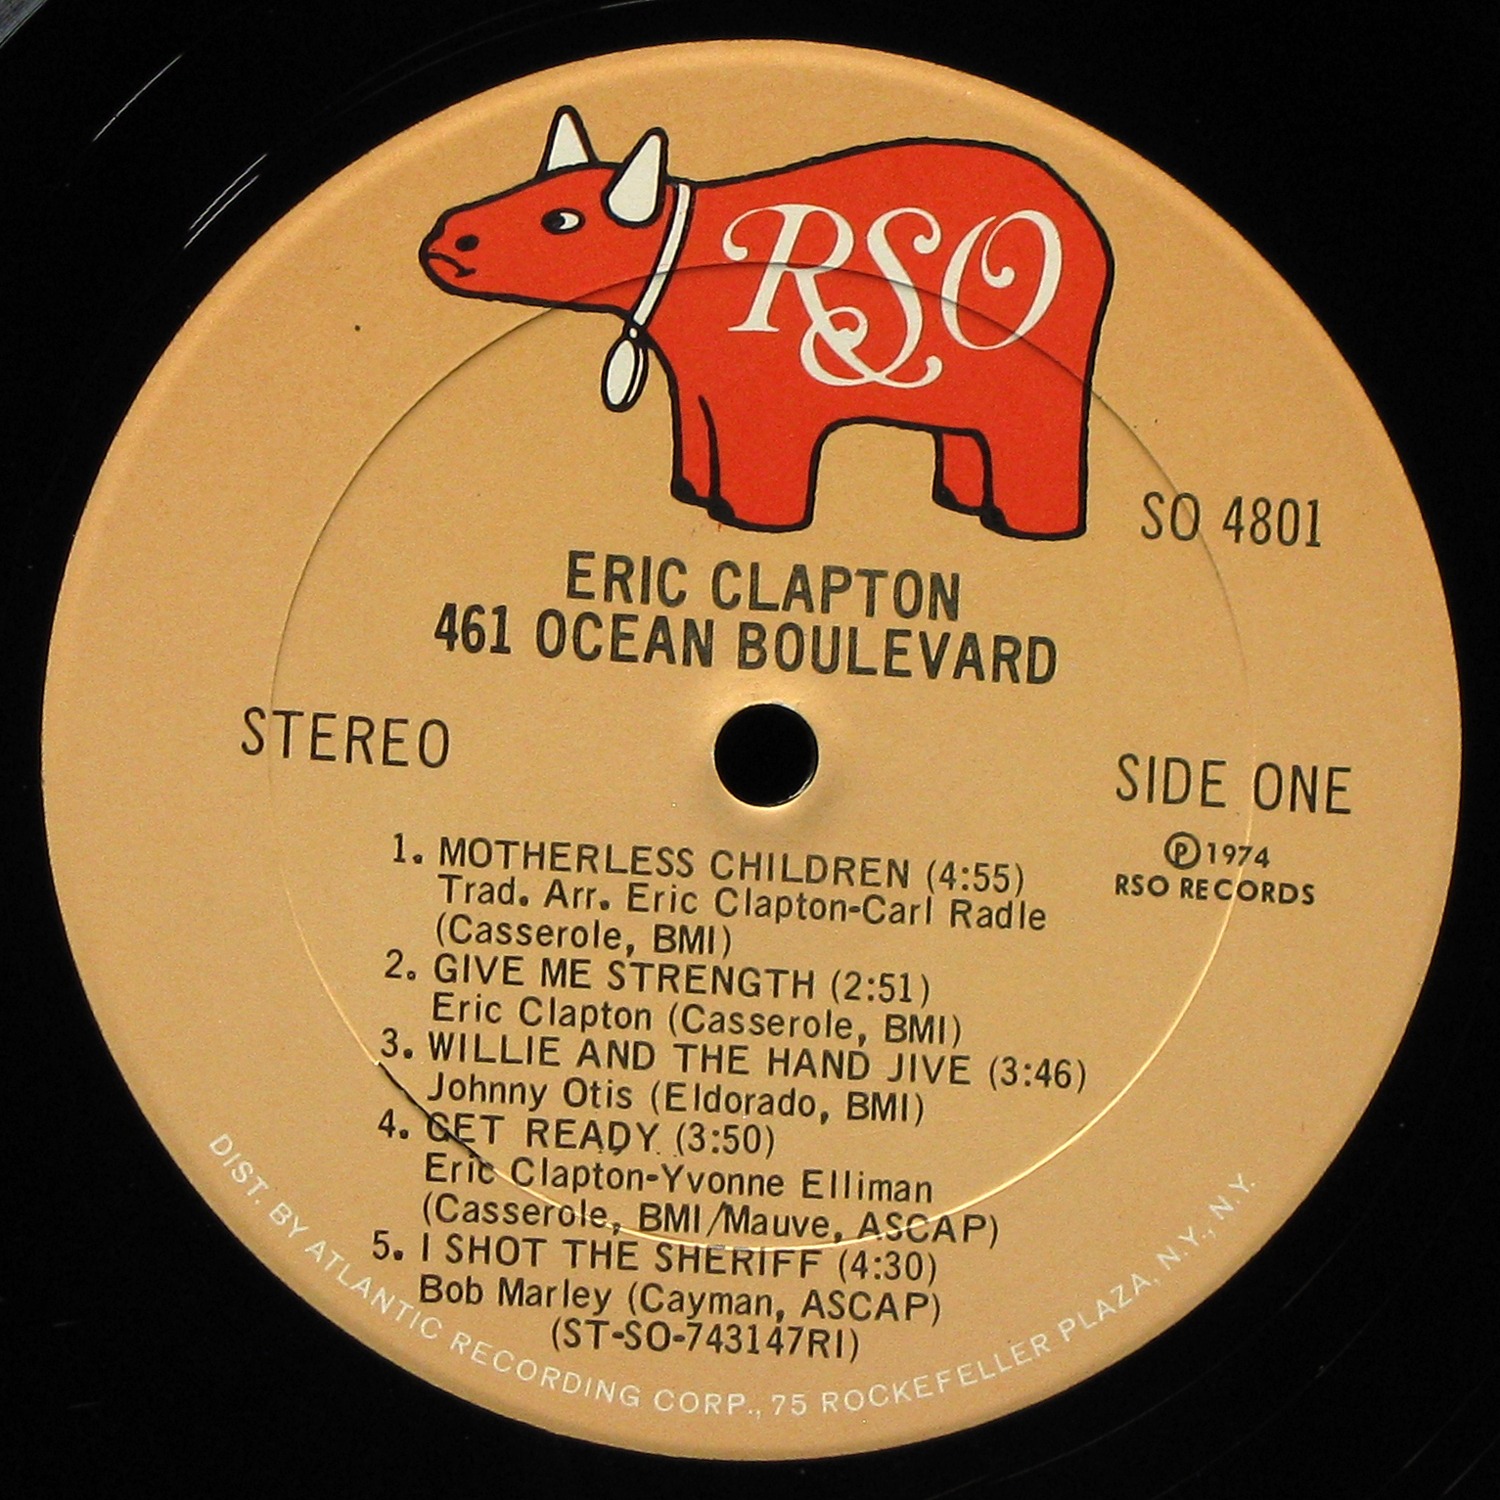 RSO
SO 4801
ERIC CLAPTON
461 OCEAN BOULEVARD
STEREO
SIDE ONE
Ⓟ1974
RSO RECORDS
1. MOTHERLESS CHILDREN (4:55)
Trad. Arr. Eric Clapton-Carl Radle
(Casserole, BMI)
2. GIVE ME STRENGTH (2:51)
Eric Clapton (Casserole, BMI)
3. WILLIE AND THE HAND JIVE (3:46)
Johnny Otis (Eldorado, BMI)
4. GET READY (3:50)
Eric Clapton-Yvonne Elliman
(Casserole, BMI/Mauve, ASCAP)
5. I SHOT THE SHERIFF (4:30)
Bob Marley (Cayman, ASCAP)
(ST-SO-743147RI)
DIST. BY ATLANTIC RECORDING CORP., 75 ROCKEFELLER PLAZA, N.Y., N.Y.